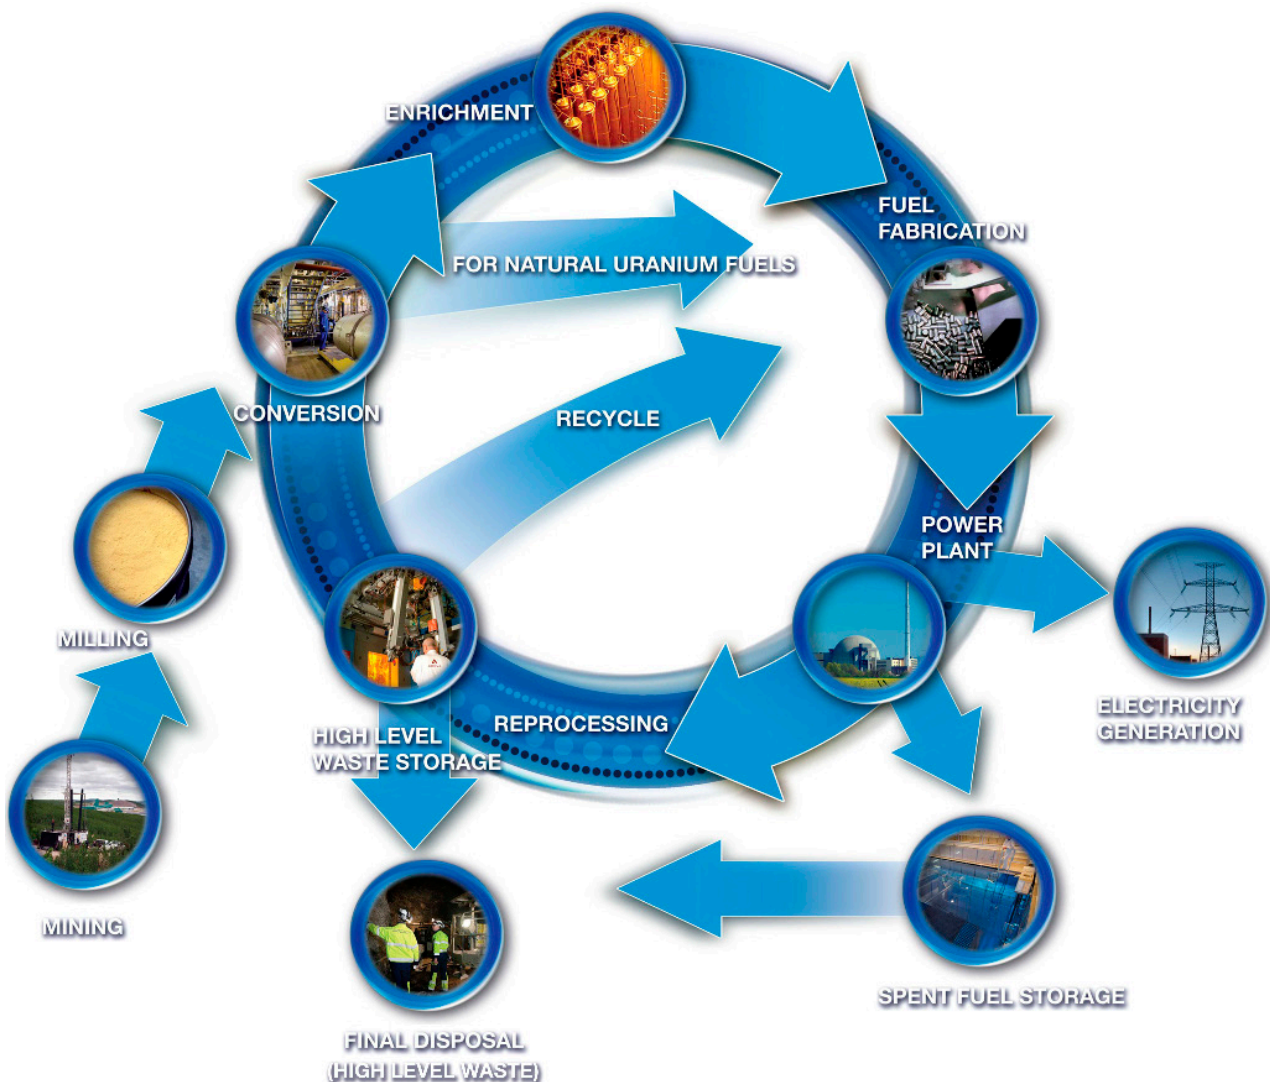 ENRICHMENT
FUEL
FABRICATION
FOR NATURAL URANIUM FUELS
CONVERSION
RECYCLE
POWER
PLANT
MILLING
ELECTRICITY
GENERATION
REPROCESSING
HIGH LEVEL
WASTE STORAGE
MINING
SPENT FUEL STORAGE
FINAL DISPOSAL
(HIGH LEVEL WASTE)